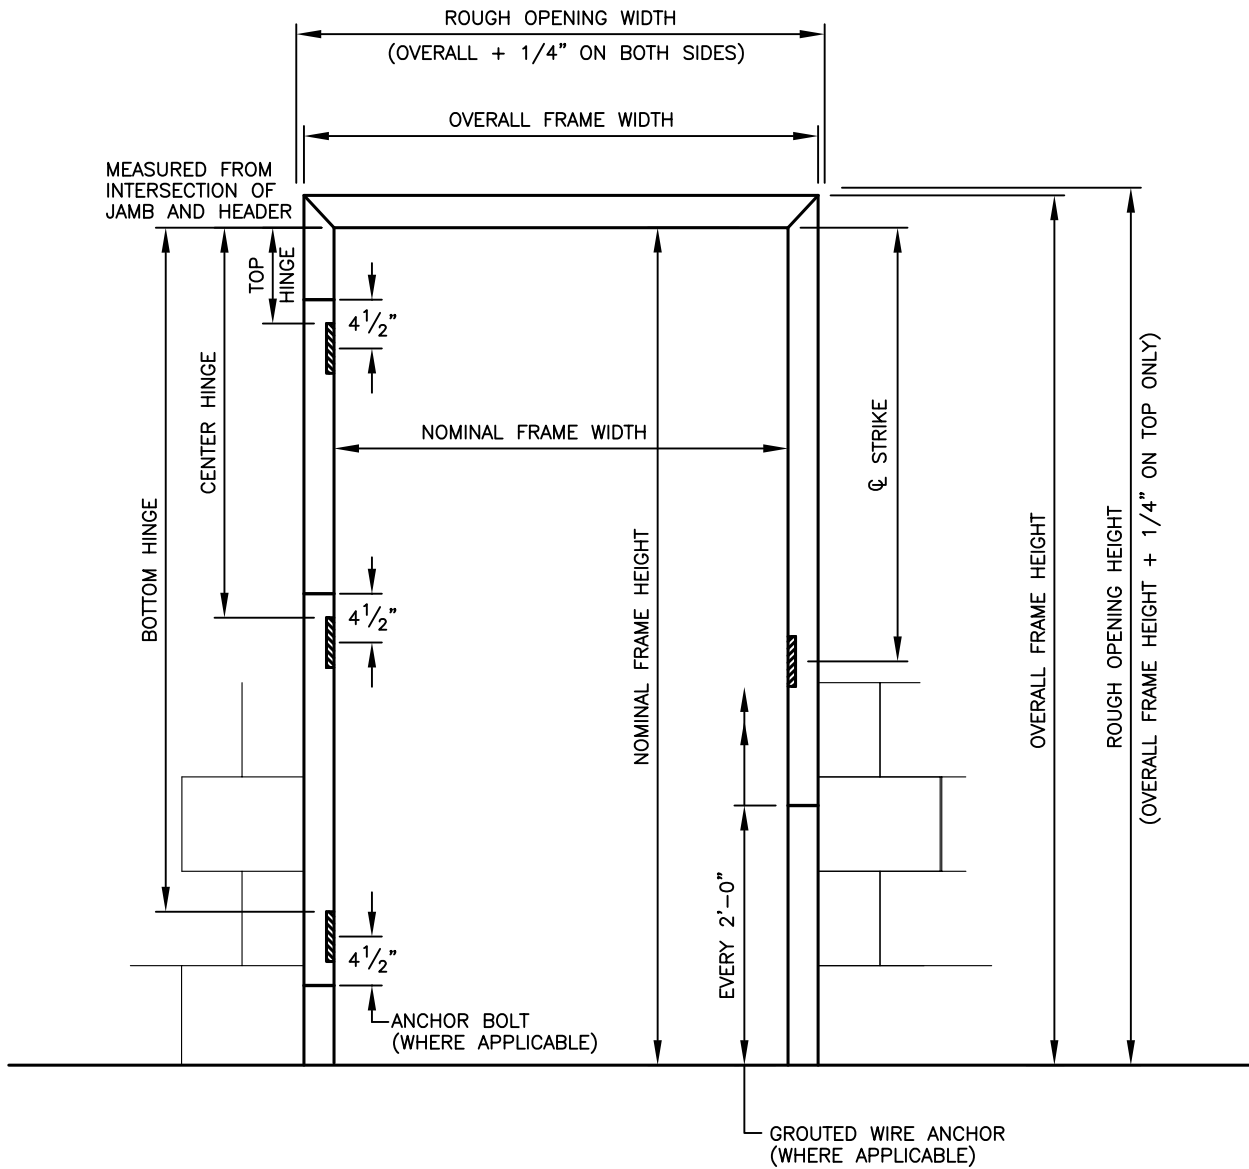 ROUGH OPENING WIDTH
(OVERALL + 1/4" ON BOTH SIDES)
OVERALL FRAME WIDTH
MEASURED FROM
INTERSECTION OF
JAMB AND HEADER
TOP
HINGE
4 1/2"
CENTER HINGE
NOMINAL FRAME WIDTH
℄ STRIKE
BOTTOM HINGE
4 1/2"
NOMINAL FRAME HEIGHT
OVERALL FRAME HEIGHT
ROUGH OPENING HEIGHT
(OVERALL FRAME HEIGHT + 1/4" ON TOP ONLY)
EVERY 2'-0"
4 1/2"
ANCHOR BOLT
(WHERE APPLICABLE)
GROUTED WIRE ANCHOR
(WHERE APPLICABLE)